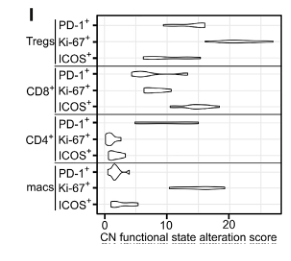 I
Tregs PD-1+
Ki-67+
ICOS+
CD8+ PD-1+
Ki-67+
ICOS+
CD4+ PD-1+
Ki-67+
ICOS+
macs PD-1+
Ki-67+
ICOS+
0 10 20
CN functional state alteration score